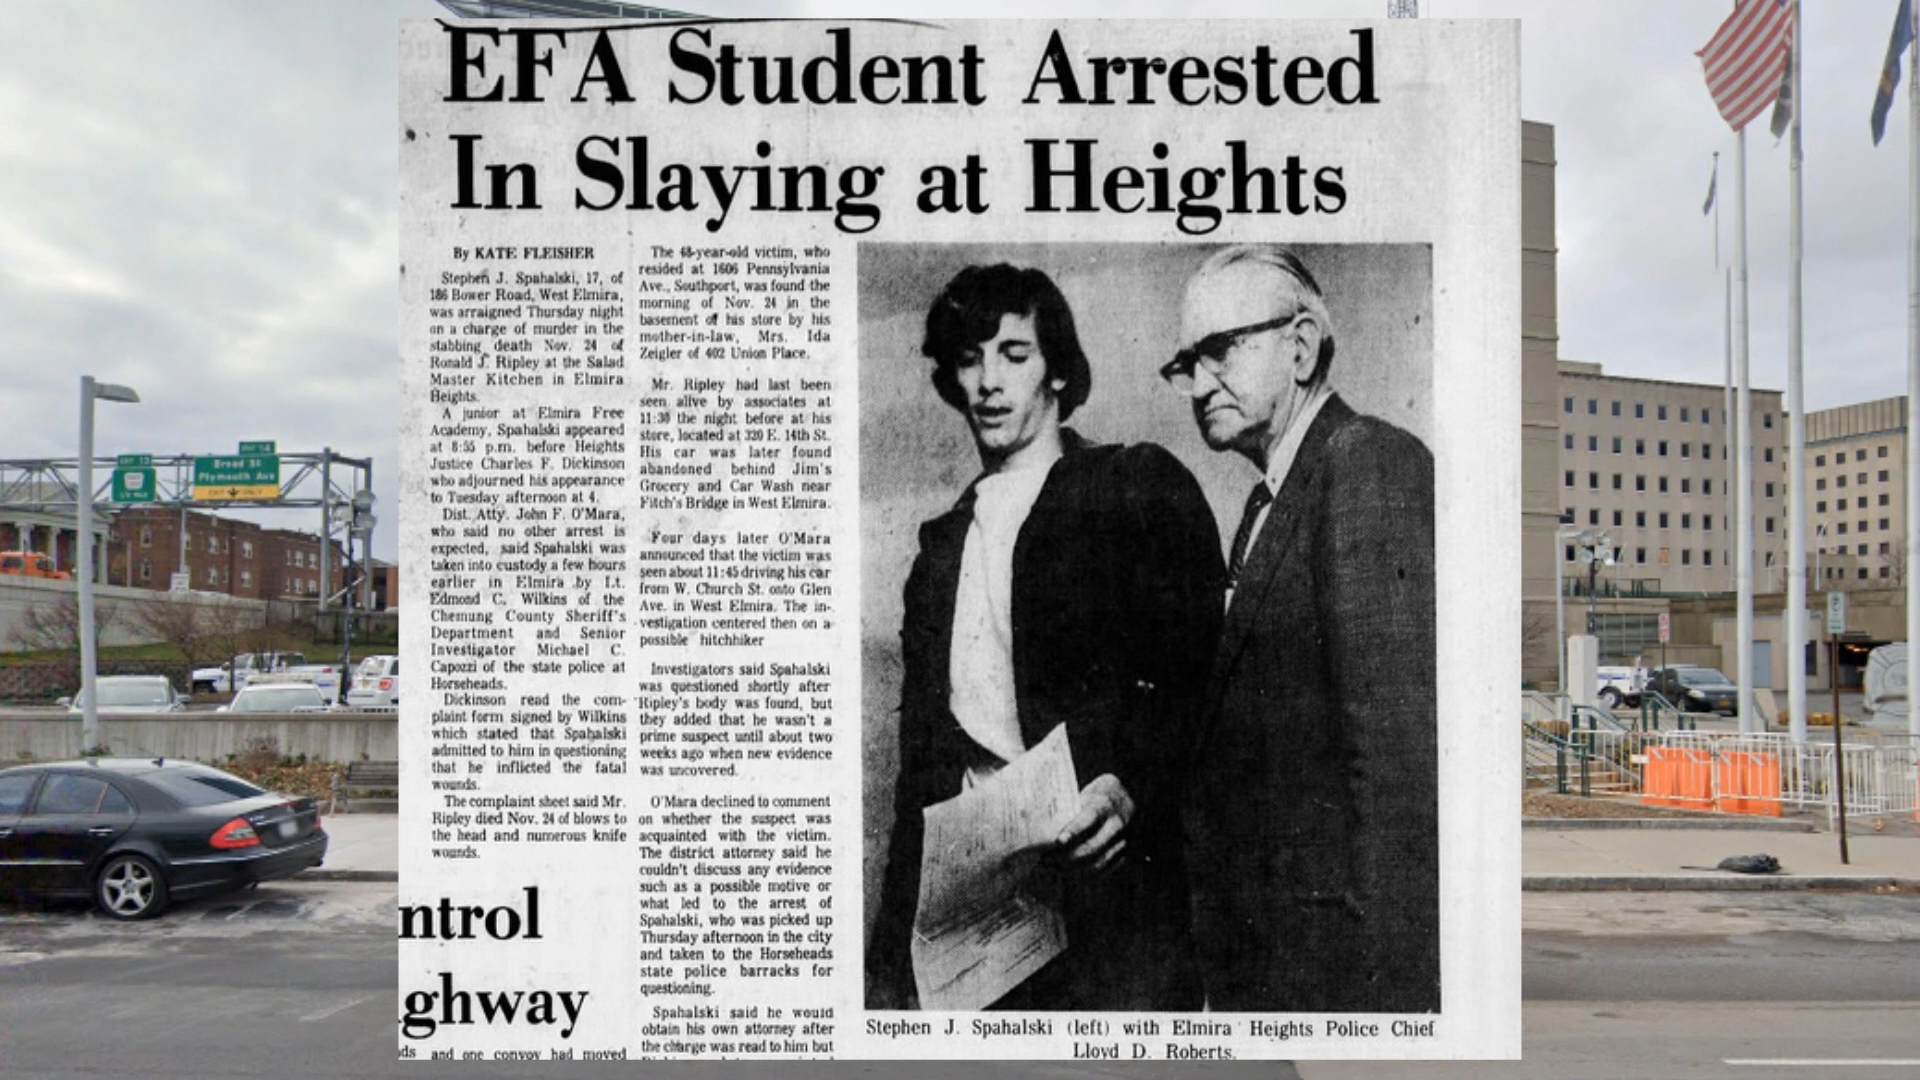 EFA Student Arrested
In Slaying at Heights
By KATE FLEISHER
Stephen J. Spahalski, 17, of
186 Bower Road, West Elmira,
was arraigned Thursday night
on a charge of murder in the
stabbing death Nov. 24 of
Ronald J. Ripley at the Salad
Master Kitchen in Elmira
Heights.
A junior at Elmira Free
Academy, Spahalski appeared
at 8:55 p.m. before Heights
Justice Charles F. Dickinson
who adjourned his appearance
to Tuesday afternoon at 4.
Dist. Atty. John F. O'Mara,
who said no other arrest is
expected, said Spahalski was
taken into custody a few hours
earlier in Elmira by Lt.
Edmond C. Wilkins of the
Chemung County Sheriff's
Department and Senior
Investigator Michael C.
Capozzi of the state police at
Horseheads.
Dickinson read the com-
plaint form signed by Wilkins
which stated that Spahalski
admitted to him in questioning
that he inflicted the fatal
wounds.
The complaint sheet said Mr.
Ripley died Nov. 24 of blows to
the head and numerous knife
wounds.
ntrol
ghway
ds and one convoy had moved
The 48-year-old victim, who
resided at 1606 Pennsylvania
Ave., Southport, was found the
morning of Nov. 24 in the
basement of his store by his
mother-in-law, Mrs. Ida
Zeigler of 402 Union Place.
Mr. Ripley had last been
seen alive by associates at
11:30 the night before at his
store, located at 320 E. 14th St.
His car was later found
abandoned behind Jim's
Grocery and Car Wash near
Fitch's Bridge in West Elmira.
Four days later O'Mara
announced that the victim was
seen about 11:45 driving his car
from W. Church St. onto Glen
Ave. in West Elmira. The in-
vestigation centered then on a
possible hitchhiker
Investigators said Spahalski
was questioned shortly after
Ripley's body was found, but
they added that he wasn't a
prime suspect until about two
weeks ago when new evidence
was uncovered.
O'Mara declined to comment
on whether the suspect was
acquainted with the victim.
The district attorney said he
couldn't discuss any evidence
such as a possible motive or
what led to the arrest of
Spahalski, who was picked up
Thursday afternoon in the city
and taken to the Horseheads
state police barracks for
questioning.
Spahalski said he would
obtain his own attorney after
the charge was read to him but
Stephen J. Spahalski (left) with Elmira Heights Police Chief
Lloyd D. Roberts.
Broad St
Plymouth Ave